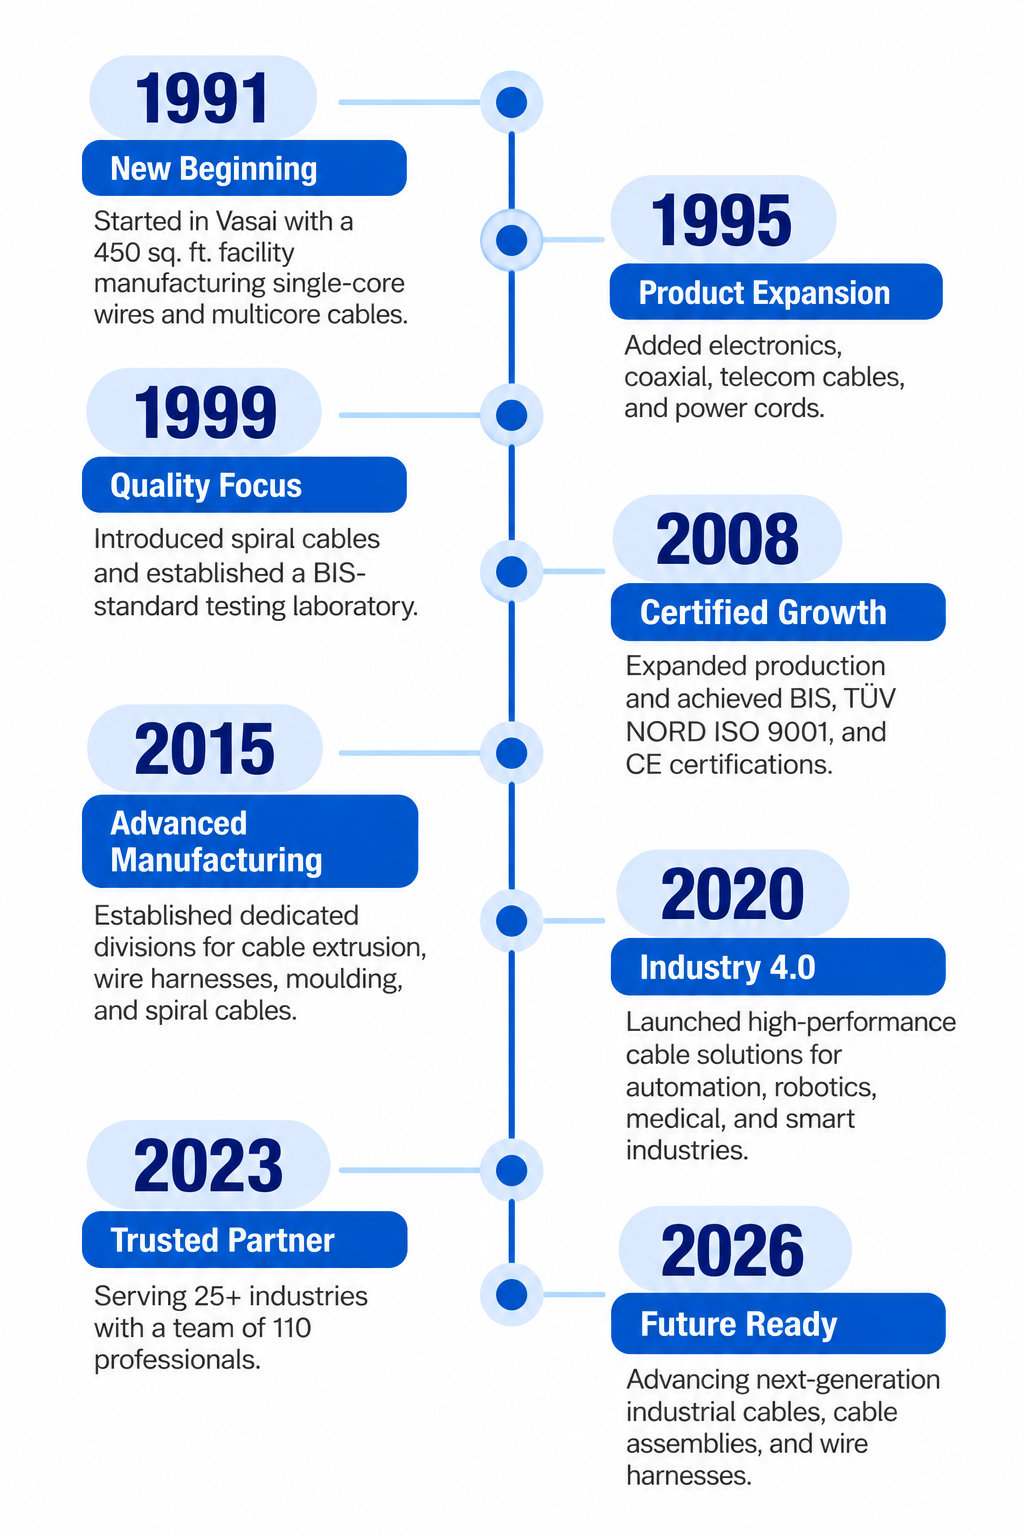 1991
New Beginning
Started in Vasai with a
450 sq. ft. facility
manufacturing single-core
wires and multicore cables.
1995
Product Expansion
Added electronics,
coaxial, telecom cables,
and power cords.
1999
Quality Focus
Introduced spiral cables
and established a BIS-
standard testing laboratory.
2008
Certified Growth
Expanded production
and achieved BIS, TÜV
NORD ISO 9001, and
CE certifications.
2015
Advanced
Manufacturing
Established dedicated
divisions for cable extrusion,
wire harnesses, moulding,
and spiral cables.
2020
Industry 4.0
Launched high-performance
cable solutions for
automation, robotics,
medical, and smart
industries.
2023
Trusted Partner
Serving 25+ industries
with a team of 110
professionals.
2026
Future Ready
Advancing next-generation
industrial cables, cable
assemblies, and wire
harnesses.